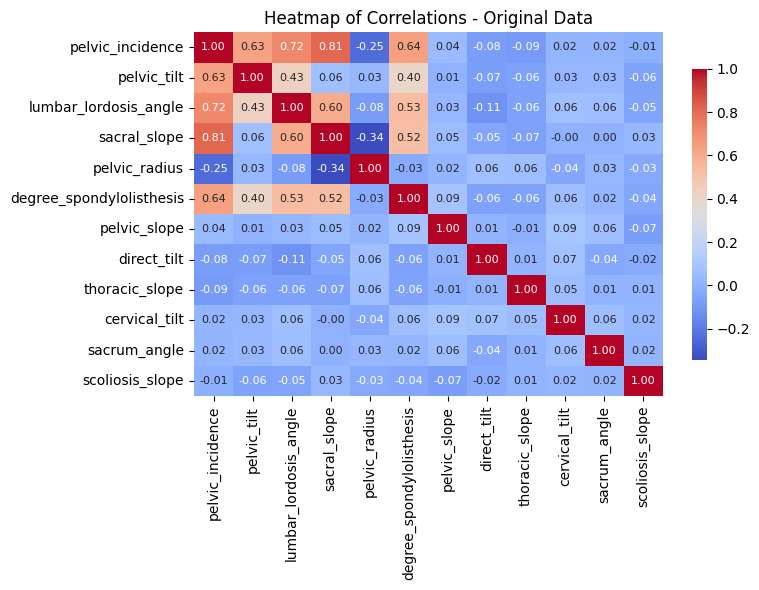 Heatmap of Correlations - Original Data
pelvic_incidence 1.00 0.63 0.72 0.81 -0.25 0.64 0.04 -0.08 -0.09 0.02 0.02 -0.01
pelvic_tilt 0.63 1.00 0.43 0.06 0.03 0.40 0.01 -0.07 -0.06 0.03 0.03 -0.06
lumbar_lordosis_angle 0.72 0.43 1.00 0.60 -0.08 0.53 0.03 -0.11 -0.06 0.06 0.06 -0.05
sacral_slope 0.81 0.06 0.60 1.00 -0.34 0.52 0.05 -0.05 -0.07 -0.00 0.00 0.03
pelvic_radius -0.25 0.03 -0.08 -0.34 1.00 -0.03 0.02 0.06 0.06 -0.04 0.03 -0.03
degree_spondylolisthesis 0.64 0.40 0.53 0.52 -0.03 1.00 0.09 -0.06 -0.06 0.06 0.02 -0.04
pelvic_slope 0.04 0.01 0.03 0.05 0.02 0.09 1.00 0.01 -0.01 0.09 0.06 -0.07
direct_tilt -0.08 -0.07 -0.11 -0.05 0.06 -0.06 0.01 1.00 0.01 0.07 -0.04 -0.02
thoracic_slope -0.09 -0.06 -0.06 -0.07 0.06 -0.06 -0.01 0.01 1.00 0.05 0.01 0.01
cervical_tilt 0.02 0.03 0.06 -0.00 -0.04 0.06 0.09 0.07 0.05 1.00 0.06 0.02
sacrum_angle 0.02 0.03 0.06 0.00 0.03 0.02 0.06 -0.04 0.01 0.06 1.00 0.02
scoliosis_slope -0.01 -0.06 -0.05 0.03 -0.03 -0.04 -0.07 -0.02 0.01 0.02 0.02 1.00
pelvic_incidence
pelvic_tilt
lumbar_lordosis_angle
sacral_slope
pelvic_radius
degree_spondylolisthesis
pelvic_slope
direct_tilt
thoracic_slope
cervical_tilt
sacrum_angle
scoliosis_slope
1.0
0.8
0.6
0.4
0.2
0.0
−0.2